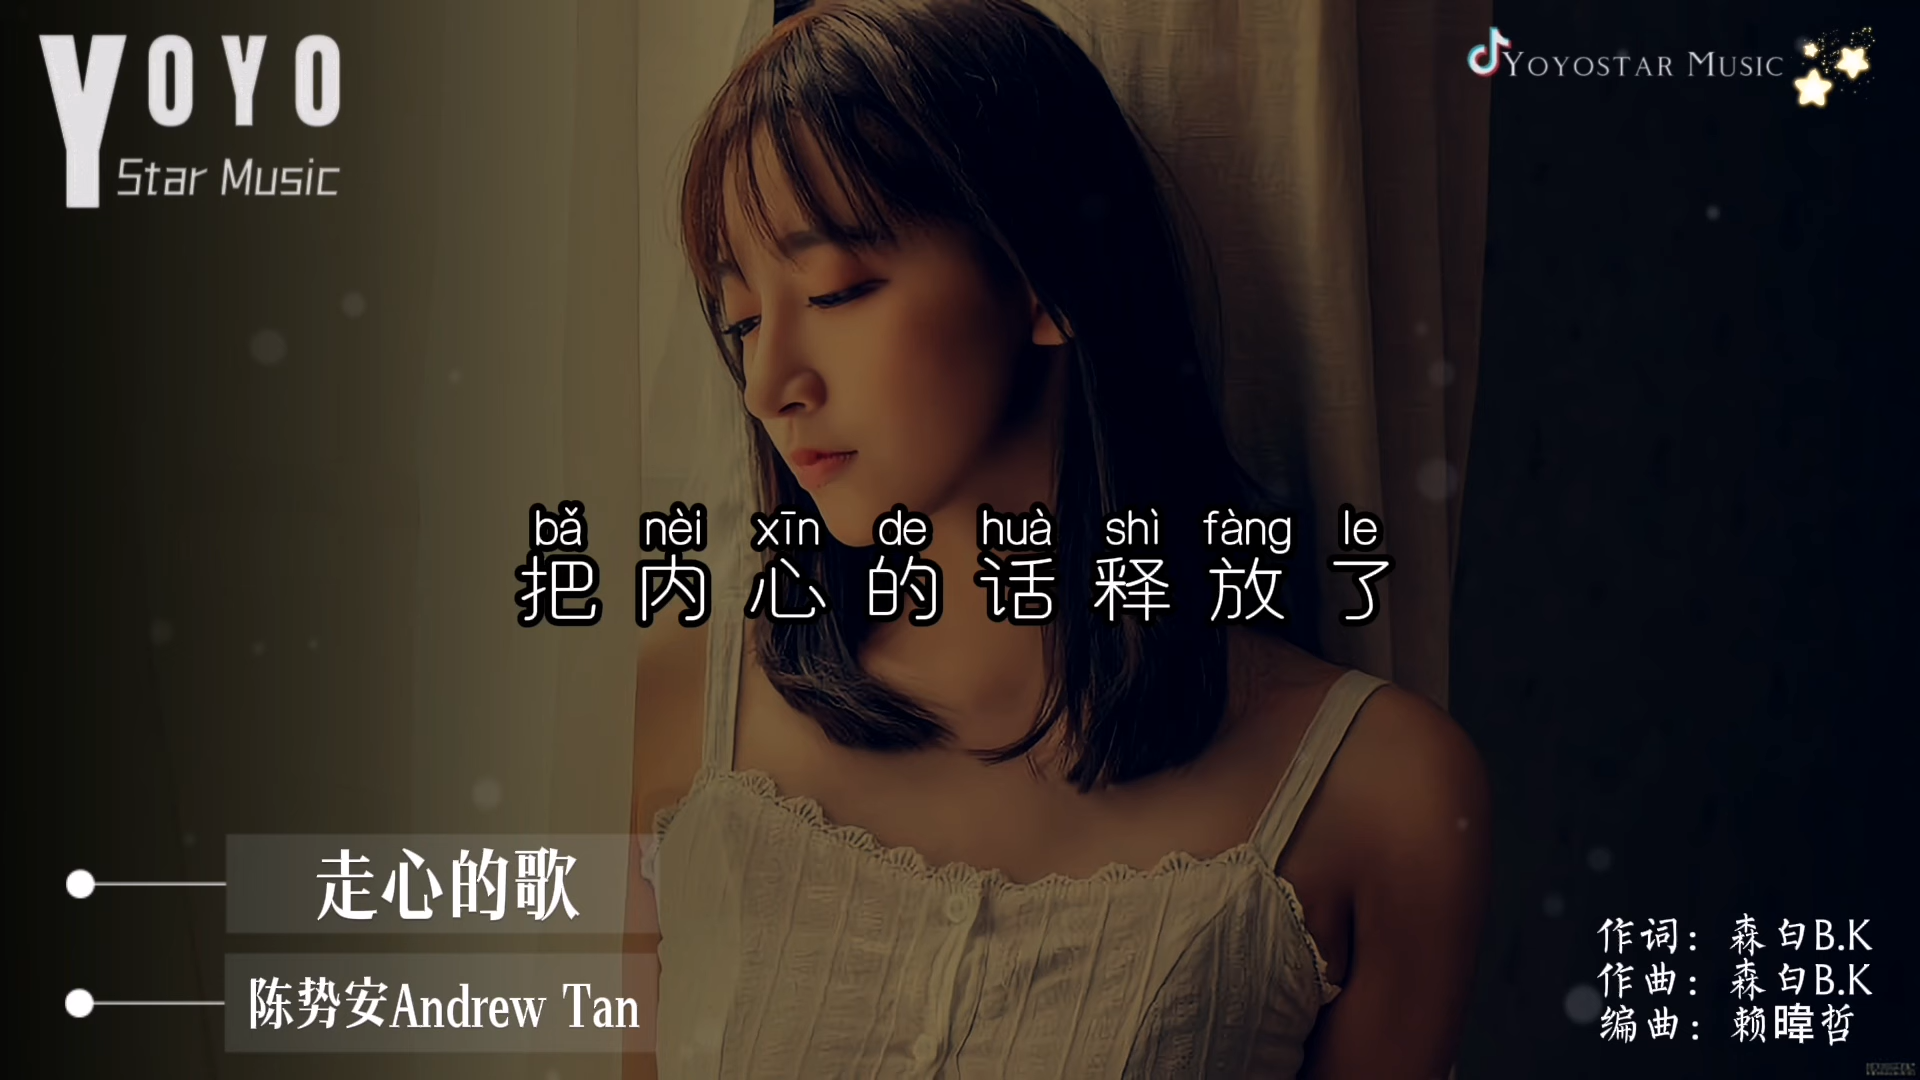 YOYO
Star Music
YOYOSTAR MUSIC
bǎ nèi xīn de huà shì fàng le
把内心的话释放了
走心的歌
陈势安Andrew Tan
作词：森白B.K
作曲：森白B.K
编曲：赖暐哲